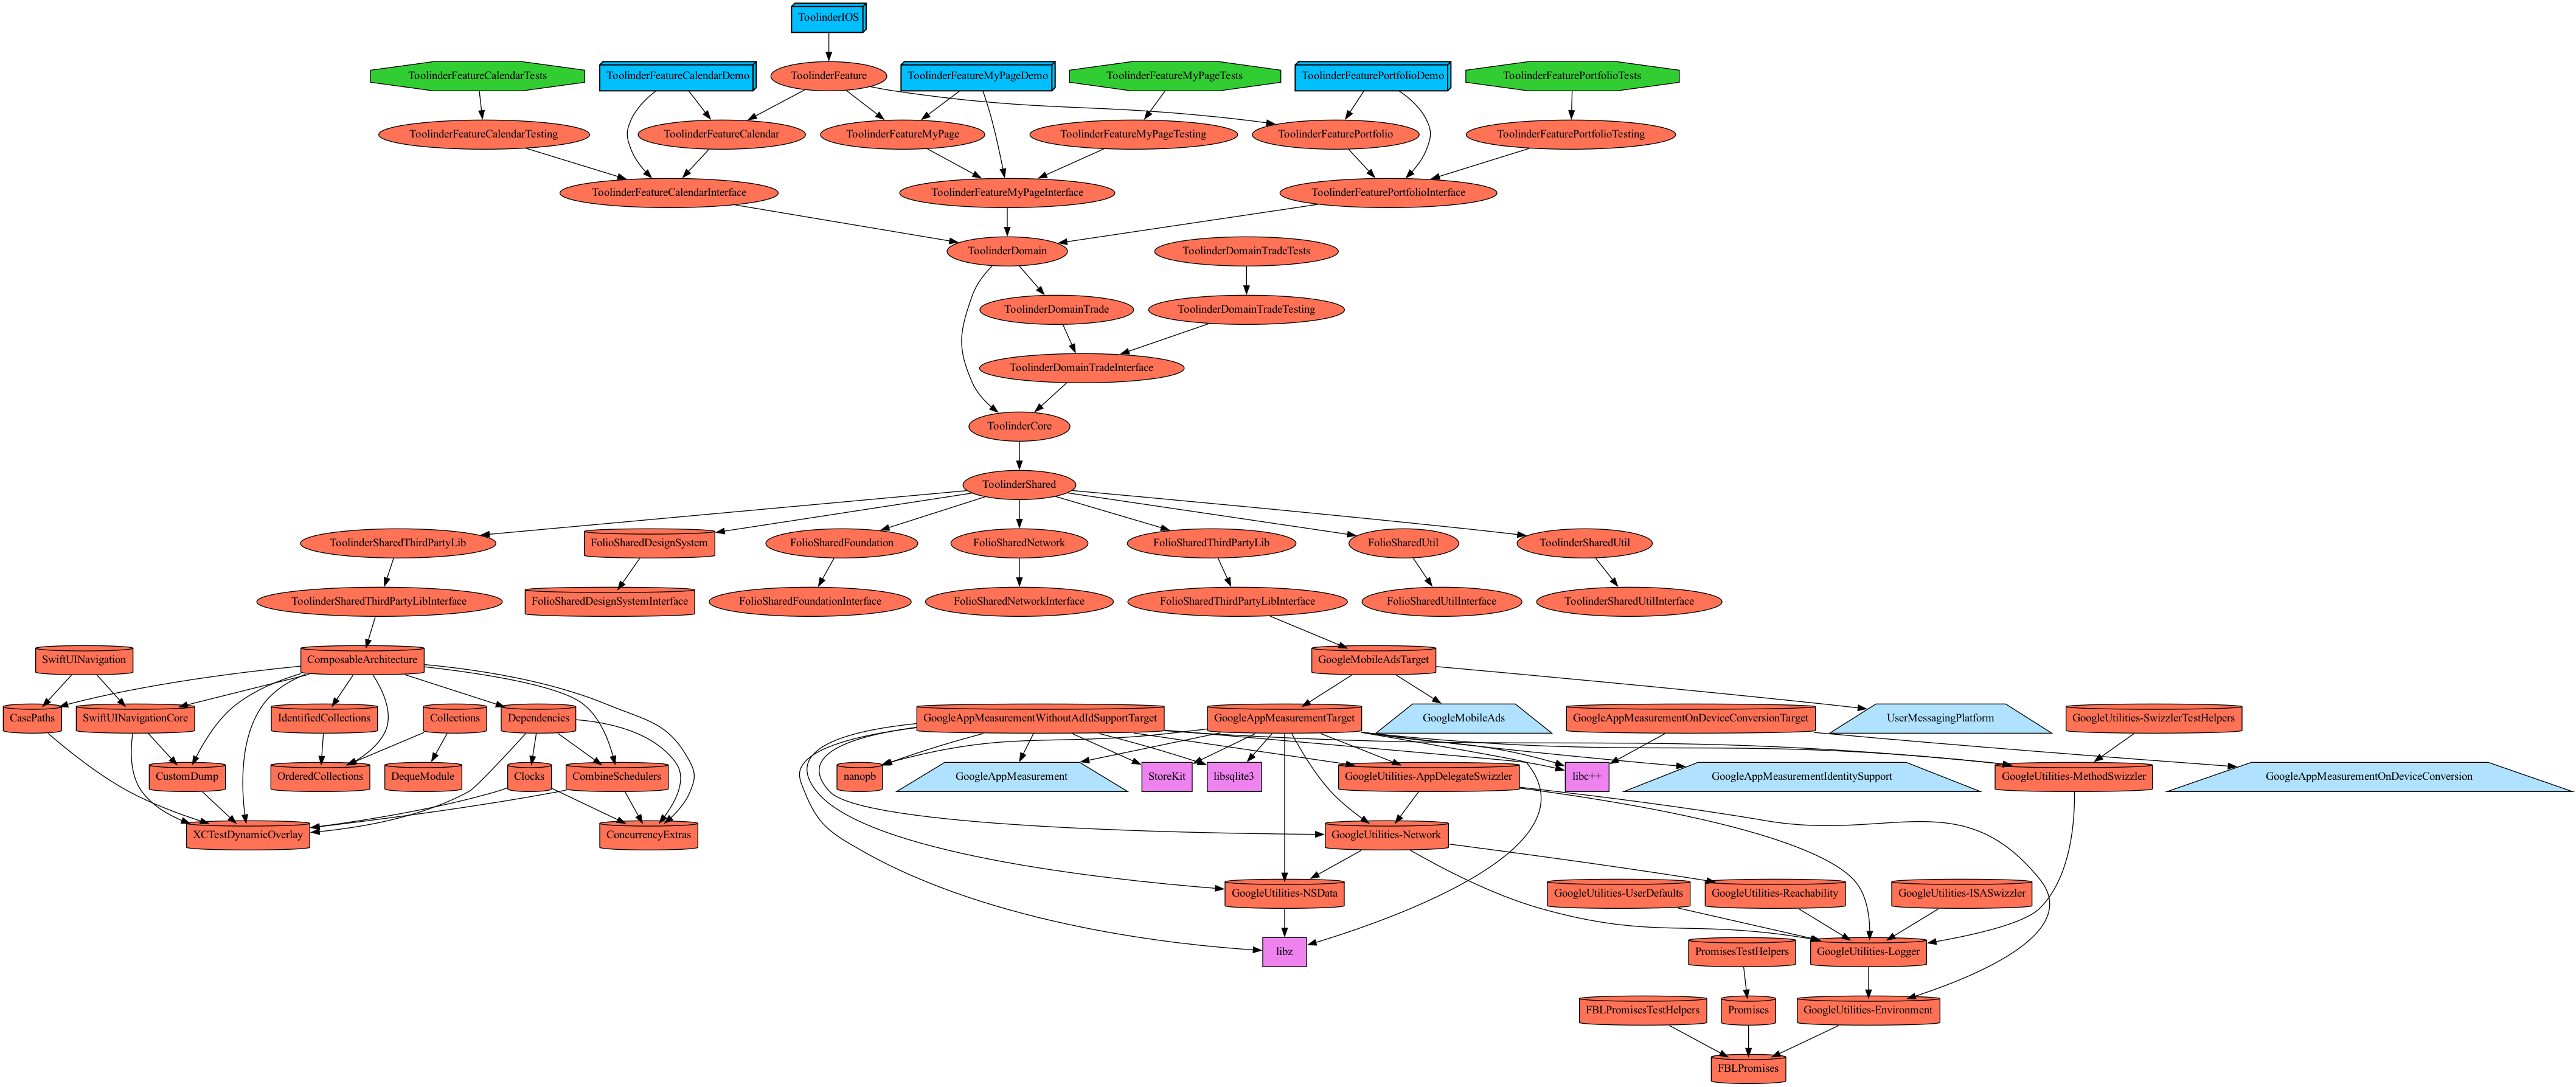 ToolinderIOS
ToolinderFeatureCalendarTests
ToolinderFeatureCalendarDemo
ToolinderFeature
ToolinderFeatureMyPageDemo
ToolinderFeatureMyPageTests
ToolinderFeaturePortfolioDemo
ToolinderFeaturePortfolioTests
ToolinderFeatureCalendarTesting
ToolinderFeatureCalendar
ToolinderFeatureMyPage
ToolinderFeatureMyPageTesting
ToolinderFeaturePortfolio
ToolinderFeaturePortfolioTesting
ToolinderFeatureCalendarInterface
ToolinderFeatureMyPageInterface
ToolinderFeaturePortfolioInterface
ToolinderDomain
ToolinderDomainTradeTests
ToolinderDomainTrade
ToolinderDomainTradeTesting
ToolinderDomainTradeInterface
ToolinderCore
ToolinderShared
ToolinderSharedThirdPartyLib
FolioSharedDesignSystem
FolioSharedFoundation
FolioSharedNetwork
FolioSharedThirdPartyLib
FolioSharedUtil
ToolinderSharedUtil
ToolinderSharedThirdPartyLibInterface
FolioSharedDesignSystemInterface
FolioSharedFoundationInterface
FolioSharedNetworkInterface
FolioSharedThirdPartyLibInterface
FolioSharedUtilInterface
ToolinderSharedUtilInterface
SwiftUINavigation
ComposableArchitecture
GoogleMobileAdsTarget
CasePaths
SwiftUINavigationCore
IdentifiedCollections
Collections
Dependencies
GoogleAppMeasurementWithoutAdIdSupportTarget
GoogleAppMeasurementTarget
GoogleMobileAds
GoogleAppMeasurementOnDeviceConversionTarget
UserMessagingPlatform
GoogleUtilities-SwizzlerTestHelpers
CustomDump
OrderedCollections
DequeModule
Clocks
CombineSchedulers
nanopb
GoogleAppMeasurement
StoreKit
libsqlite3
GoogleUtilities-AppDelegateSwizzler
libc++
GoogleAppMeasurementIdentitySupport
GoogleUtilities-MethodSwizzler
GoogleAppMeasurementOnDeviceConversion
XCTestDynamicOverlay
ConcurrencyExtras
GoogleUtilities-Network
GoogleUtilities-NSData
GoogleUtilities-UserDefaults
GoogleUtilities-Reachability
GoogleUtilities-ISASwizzler
libz
PromisesTestHelpers
GoogleUtilities-Logger
FBLPromisesTestHelpers
Promises
GoogleUtilities-Environment
FBLPromises